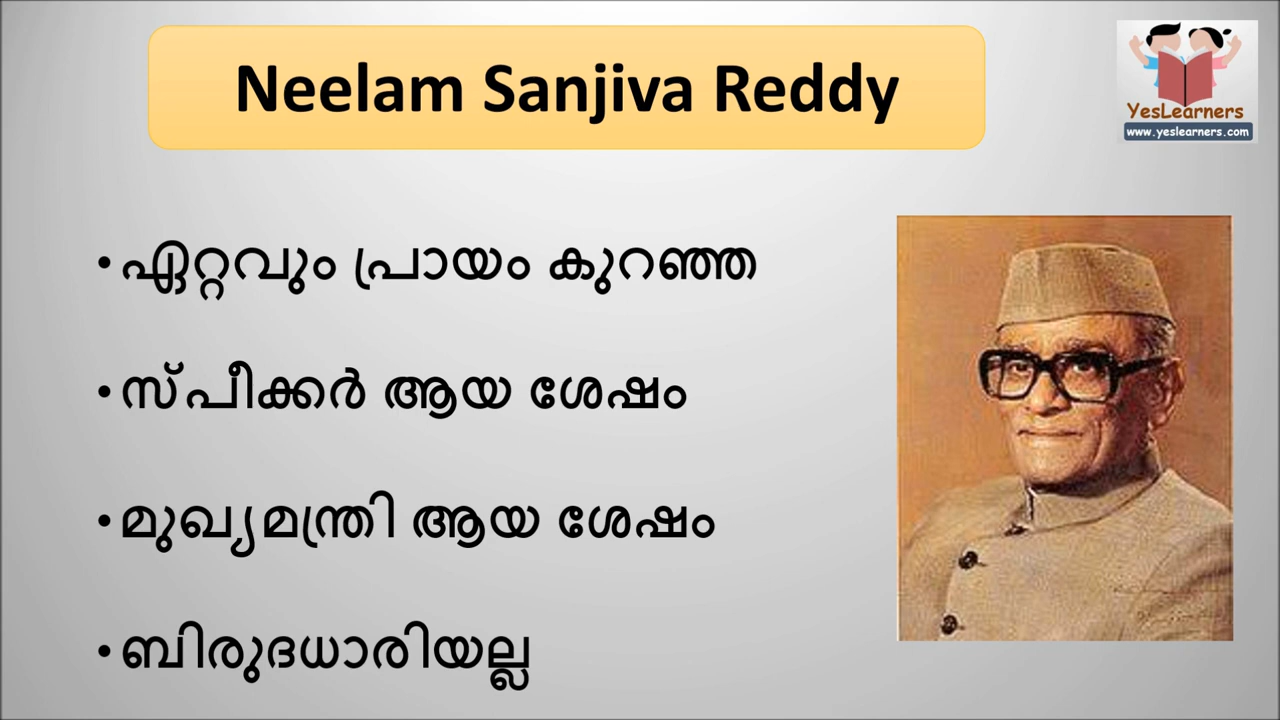 Neelam Sanjiva Reddy
YesLearners
www.yeslearners.com
• ഏറ്റവും പ്രായം കുറഞ്ഞ
• സ്പീക്കർ ആയ ശേഷം
• മുഖ്യമന്ത്രി ആയ ശേഷം
• ബിരുദധാരിയല്ല